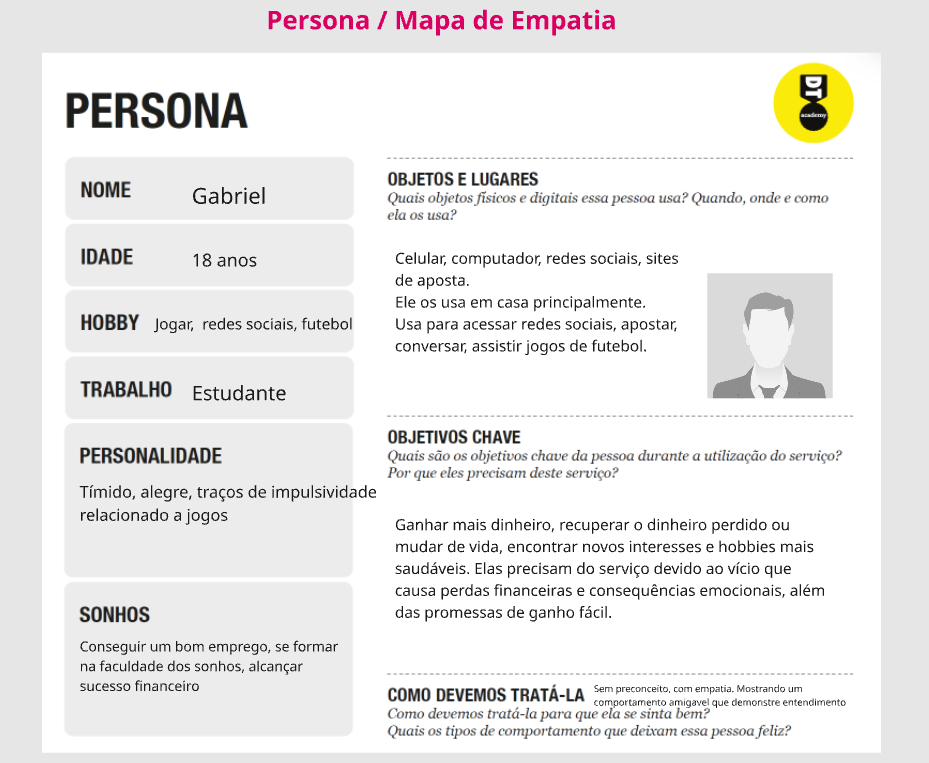 Persona / Mapa de Empatia
PERSONA
DT
academy
NOME
Gabriel
IDADE
18 anos
HOBBY
Jogar, redes sociais, futebol
TRABALHO
Estudante
PERSONALIDADE
Tímido, alegre, traços de impulsividade
relacionado a jogos
SONHOS
Conseguir um bom emprego, se formar
na faculdade dos sonhos, alcançar
sucesso financeiro
OBJETOS E LUGARES
Quais objetos físicos e digitais essa pessoa usa? Quando, onde e como
ela os usa?
Celular, computador, redes sociais, sites
de aposta.
Ele os usa em casa principalmente.
Usa para acessar redes sociais, apostar,
conversar, assistir jogos de futebol.
OBJETIVOS CHAVE
Quais são os objetivos chave da pessoa durante a utilização do serviço?
Por que eles precisam deste serviço?
Ganhar mais dinheiro, recuperar o dinheiro perdido ou
mudar de vida, encontrar novos interesses e hobbies mais
saudáveis. Elas precisam do serviço devido ao vício que
causa perdas financeiras e consequências emocionais, além
das promessas de ganho fácil.
COMO DEVEMOS TRATÁ-LA
Sem preconceito, com empatia. Mostrando um
comportamento amigavel que demonstre entendimento
Como devemos tratá-la para que ela se sinta bem?
Quais os tipos de comportamento que deixam essa pessoa feliz?